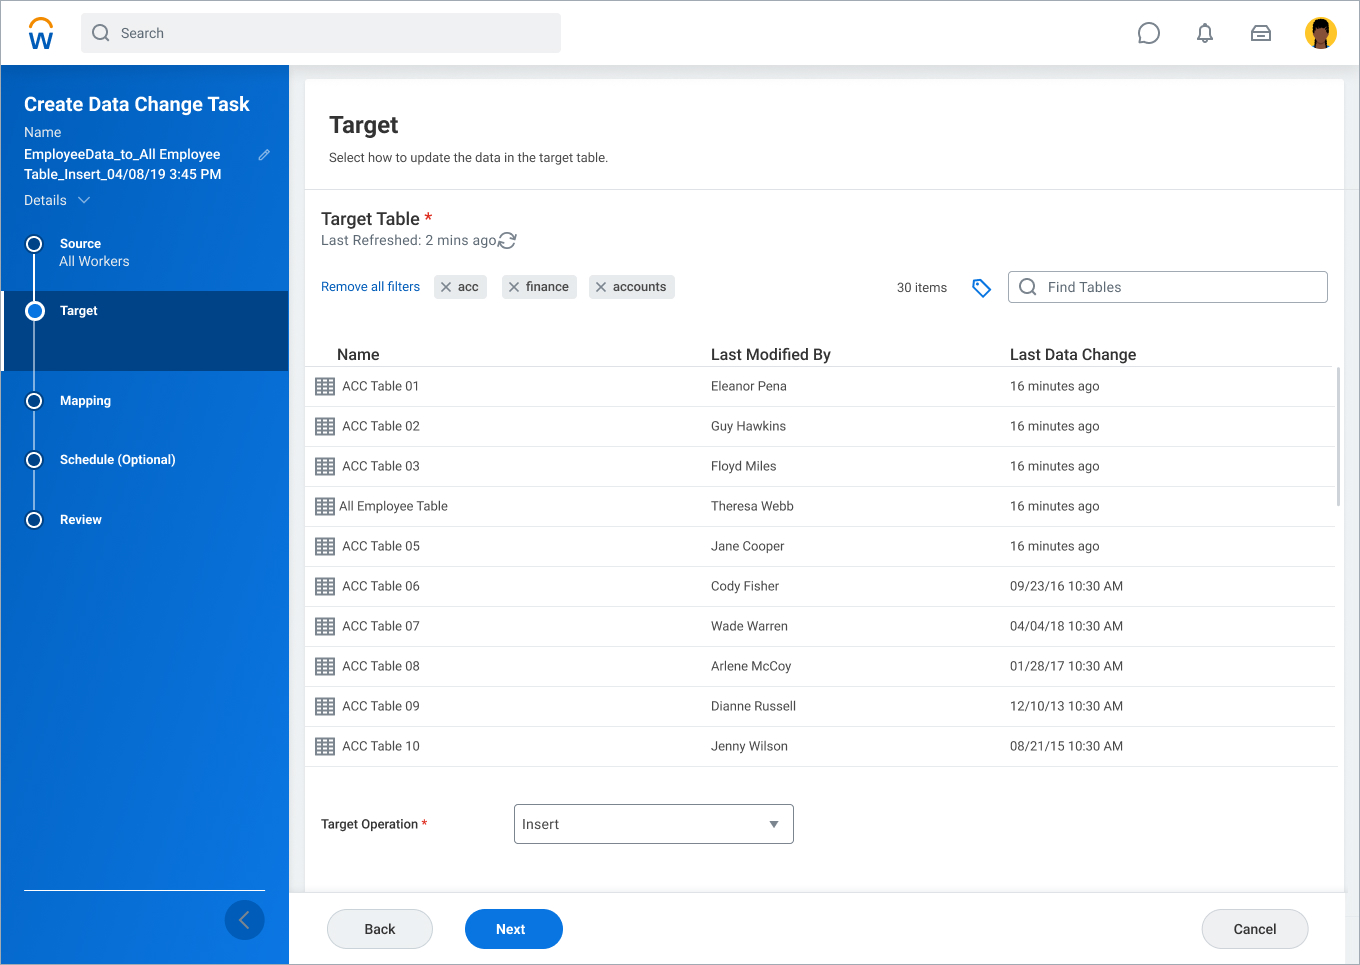 W
Search
Create Data Change Task
Name
EmployeeData_to_All Employee
Table_Insert_04/08/19 3:45 PM
Details
Source
All Workers
Target
Mapping
Schedule (Optional)
Review
Target
Select how to update the data in the target table.
Target Table *
Last Refreshed: 2 mins ago
Remove all filters acc finance accounts 30 items Find Tables
Name Last Modified By Last Data Change
ACC Table 01 Eleanor Pena 16 minutes ago
ACC Table 02 Guy Hawkins 16 minutes ago
ACC Table 03 Floyd Miles 16 minutes ago
All Employee Table Theresa Webb 16 minutes ago
ACC Table 05 Jane Cooper 16 minutes ago
ACC Table 06 Cody Fisher 09/23/16 10:30 AM
ACC Table 07 Wade Warren 04/04/18 10:30 AM
ACC Table 08 Arlene McCoy 01/28/17 10:30 AM
ACC Table 09 Dianne Russell 12/10/13 10:30 AM
ACC Table 10 Jenny Wilson 08/21/15 10:30 AM
Target Operation * Insert
Back Next Cancel